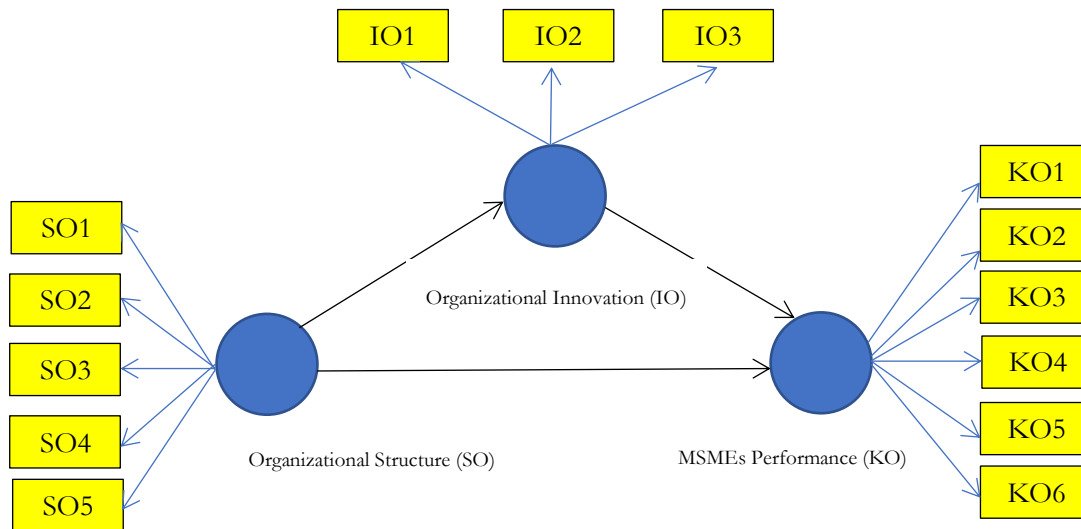 IO1
IO2
IO3
KO1
KO2
KO3
KO4
KO5
KO6
SO1
SO2
SO3
SO4
SO5
Organizational Innovation (IO)
Organizational Structure (SO)
MSMEs Performance (KO)